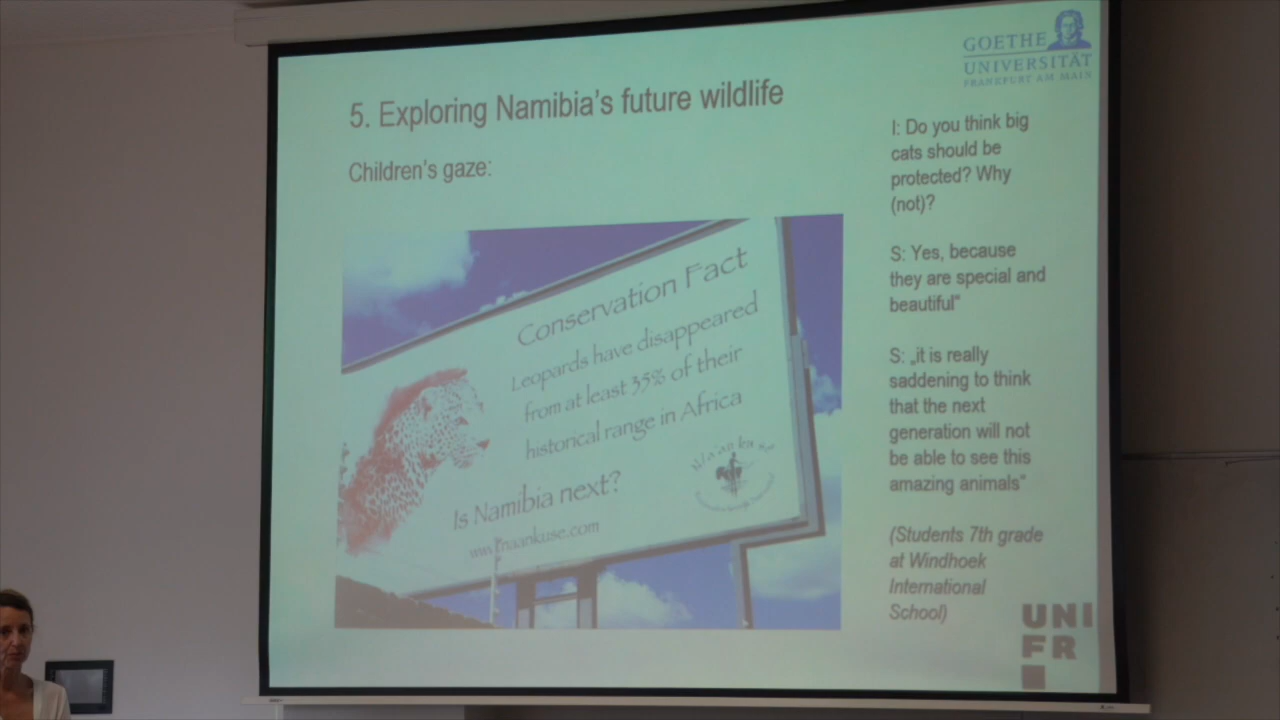 GOETHE
UNIVERSITÄT
FRANKFURT AM MAIN
5. Exploring Namibia's future wildlife
Children's gaze:
Conservation Fact
Leopards have disappeared
from at least 35% of their
historical range in Africa
Is Namibia next?
www.naankuse.com
I: Do you think big
cats should be
protected? Why
(not)?
S: Yes, because
they are special and
beautiful"
S: „it is really
saddening to think
that the next
generation will not
be able to see this
amazing animals"
(Students 7th grade
at Windhoek
International
School)
UNI
FR